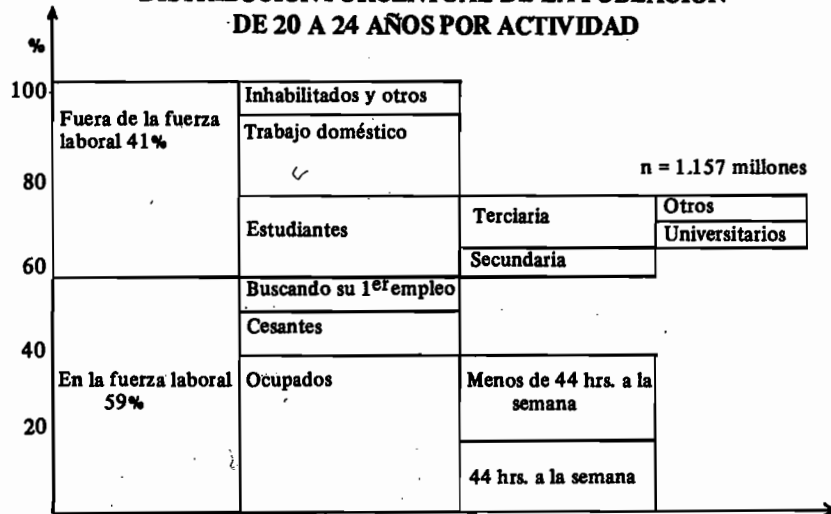 DE 20 A 24 AÑOS POR ACTIVIDAD
%
100
80
60
40
20
Fuera de la fuerza
laboral 41%
En la fuerza laboral
59%
Inhabilitados y otros
Trabajo doméstico
Estudiantes
Buscando su 1er empleo
Cesantes
Ocupados
n = 1.157 millones
Terciaria
Secundaria
Otros
Universitarios
Menos de 44 hrs. a la
semana
44 hrs. a la semana